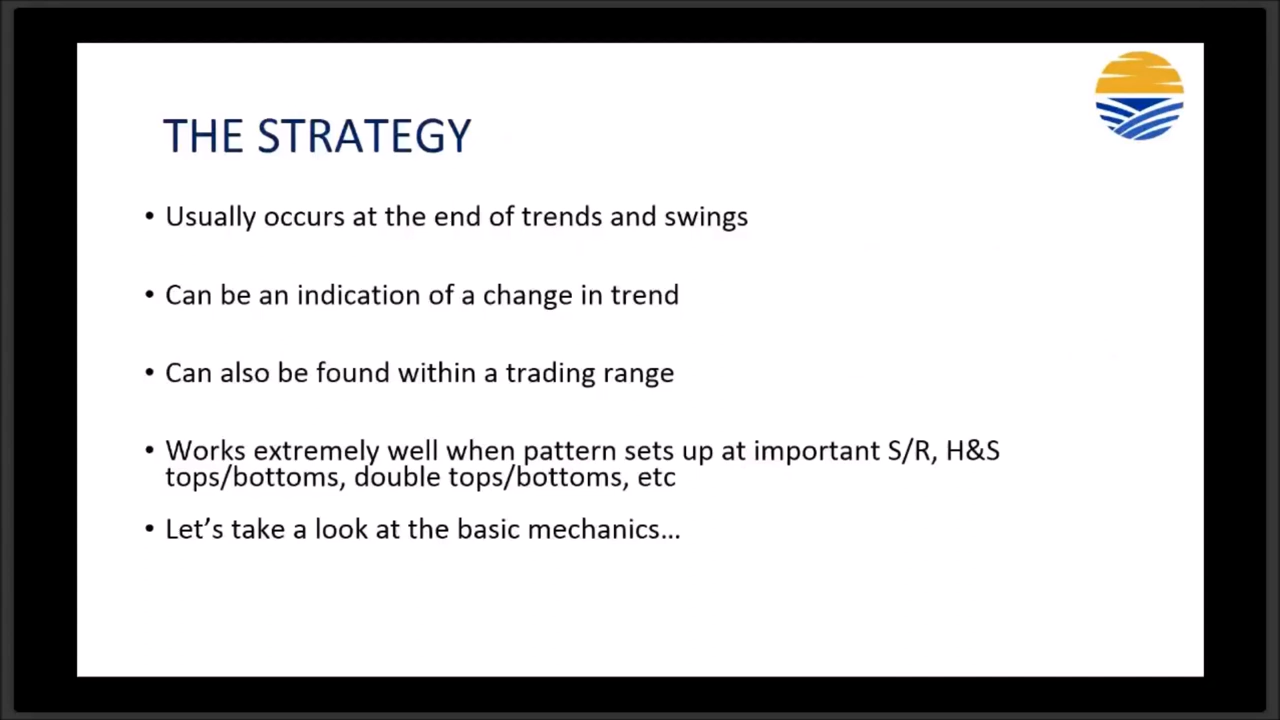 THE STRATEGY
• Usually occurs at the end of trends and swings
• Can be an indication of a change in trend
• Can also be found within a trading range
• Works extremely well when pattern sets up at important S/R, H&S
tops/bottoms, double tops/bottoms, etc
• Let’s take a look at the basic mechanics…